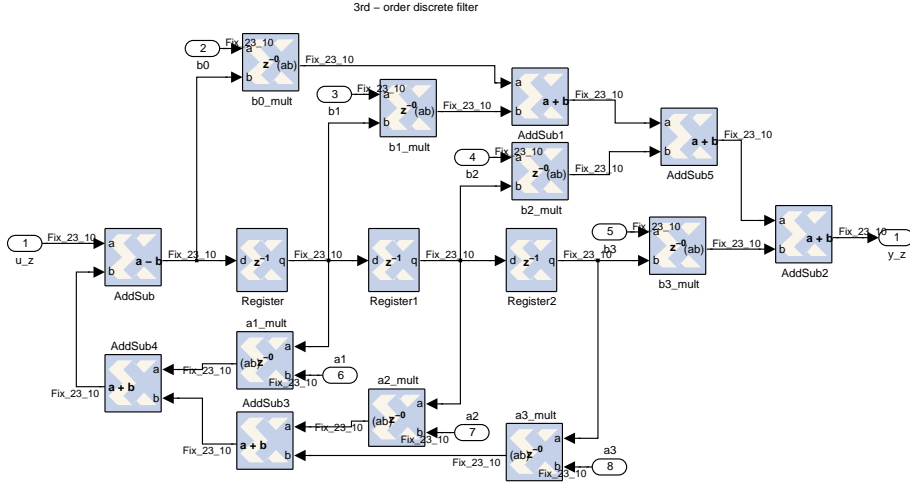 3rd – order discrete filter
2
b0
Fix_23_10
a
b
z-0
(ab)
b0_mult
Fix_23_10
3
b1
Fix_23_10
a
b
z-0
(ab)
b1_mult
Fix_23_10
a
b
a + b
AddSub1
Fix_23_10
4
b2
Fix_23_10
a
b
z-0
(ab)
b2_mult
Fix_23_10
a
b
a + b
AddSub5
Fix_23_10
1
u_z
Fix_23_10
a
b
a – b
AddSub
Fix_23_10
d
z-1
q
Register
Fix_23_10
d
z-1
q
Register1
Fix_23_10
d
z-1
q
Register2
Fix_23_10
5
b3
Fix_23_10
a
b
z-0
(ab)
b3_mult
Fix_23_10
a
b
a + b
AddSub2
Fix_23_10
1
y_z
AddSub4
a
b
a + b
Fix_23_10
a1_mult
a
b
(ab)
z-0
Fix_23_10
Fix_23_10
a1
6
AddSub3
a
b
a + b
Fix_23_10
a2_mult
a
b
(ab)
z-0
Fix_23_10
Fix_23_10
a2
7
a3_mult
a
b
(ab)
z-0
Fix_23_10
Fix_23_10
a3
8